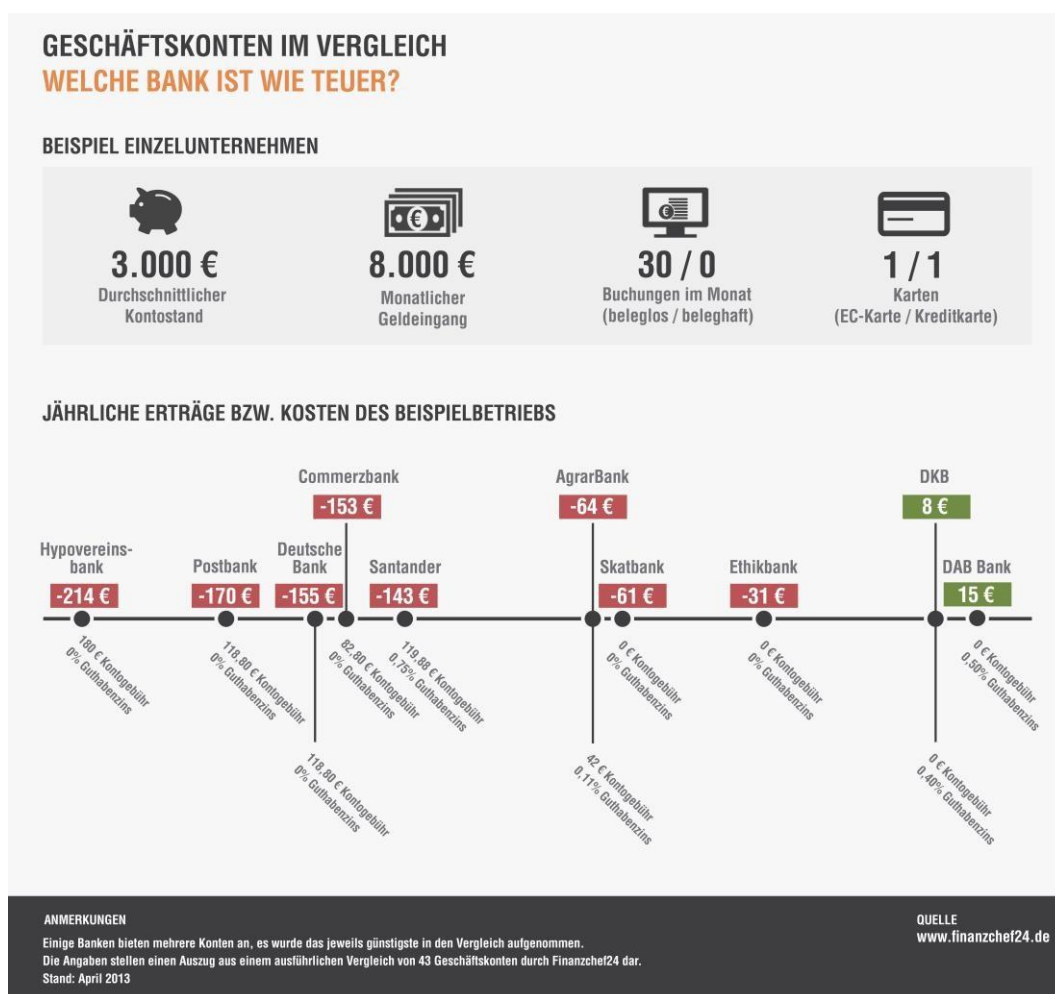 GESCHÄFTSKONTEN IM VERGLEICH
WELCHE BANK IST WIE TEUER?
BEISPIEL EINZELUNTERNEHMEN
3.000 €
Durchschnittlicher
Kontostand
8.000 €
Monatlicher
Geldeingang
30 / 0
Buchungen im Monat
(beleglos / beleghaft)
1 / 1
Karten
(EC-Karte / Kreditkarte)
JÄHRLICHE ERTRÄGE BZW. KOSTEN DES BEISPIELBETRIEBS
Hypovereins-
bank
-214 €
180 € Kontogebühr
0% Guthabenzins
Postbank
-170 €
118,80 € Kontogebühr
0% Guthabenzins
Deutsche
Bank
-155 €
118,80 € Kontogebühr
0% Guthabenzins
Commerzbank
-153 €
82,80 € Kontogebühr
0% Guthabenzins
Santander
-143 €
119,88 € Kontogebühr
0,75% Guthabenzins
AgrarBank
-64 €
42 € Kontogebühr
0,11% Guthabenzins
Skatbank
-61 €
0 € Kontogebühr
0% Guthabenzins
Ethikbank
-31 €
0 € Kontogebühr
0% Guthabenzins
DKB
8 €
0 € Kontogebühr
0,40% Guthabenzins
DAB Bank
15 €
0 € Kontogebühr
0,50% Guthabenzins
ANMERKUNGEN
Einige Banken bieten mehrere Konten an, es wurde das jeweils günstigste in den Vergleich aufgenommen.
Die Angaben stellen einen Auszug aus einem ausführlichen Vergleich von 43 Geschäftskonten durch Finanzchef24 dar.
Stand: April 2013
QUELLE
www.finanzchef24.de